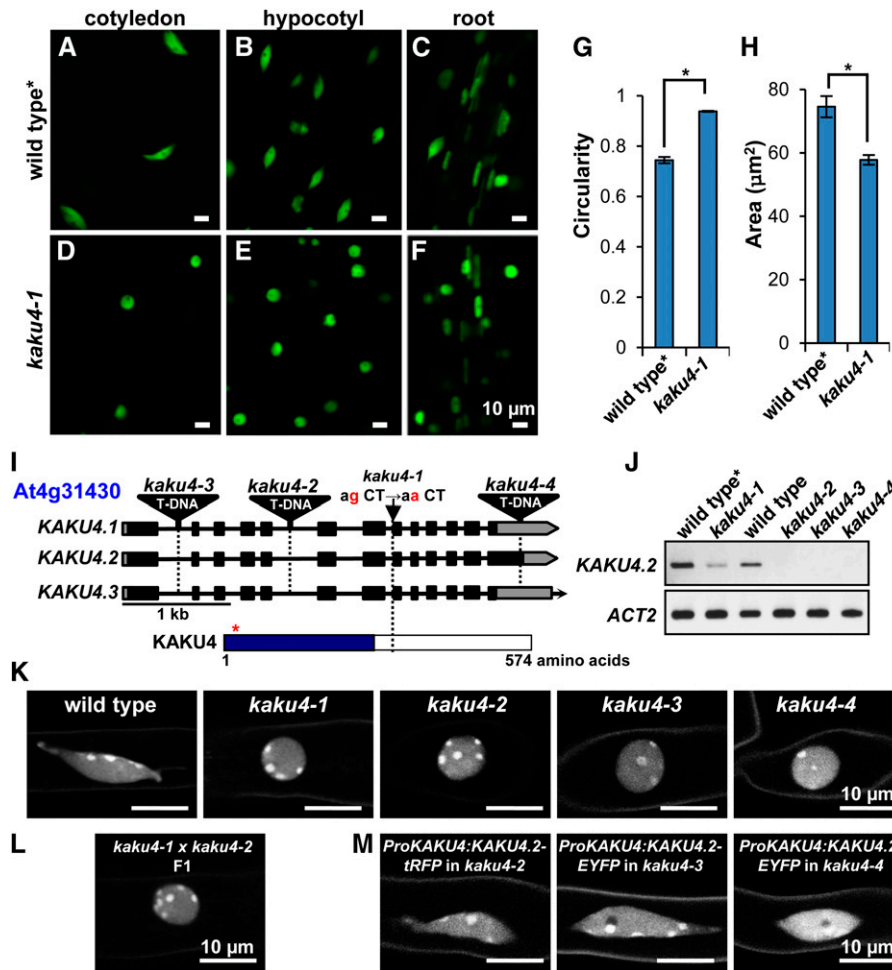 cotyledon hypocotyl root
wild type*
A B C
kaku4-1
D E F
10 µm
G
*
Circularity
1
0.8
0.6
0.4
0.2
0
wild type*
kaku4-1
H
*
Area (µm²)
80
60
40
20
0
wild type*
kaku4-1
I
At4g31430
kaku4-3
T-DNA
kaku4-2
T-DNA
kaku4-1
ag CT→aa CT
kaku4-4
T-DNA
KAKU4.1
KAKU4.2
KAKU4.3
1 kb
*
KAKU4
1
574 amino acids
J
wild type*
kaku4-1
wild type
kaku4-2
kaku4-3
kaku4-4
KAKU4.2
ACT2
K
wild type
kaku4-1
kaku4-2
kaku4-3
kaku4-4
10 µm
L
kaku4-1 x kaku4-2
F1
10 µm
M
ProKAKU4:KAKU4.2-
tRFP in kaku4-2
ProKAKU4:KAKU4.2-
EYFP in kaku4-3
ProKAKU4:KAKU4.2
EYFP in kaku4-4
10 µm